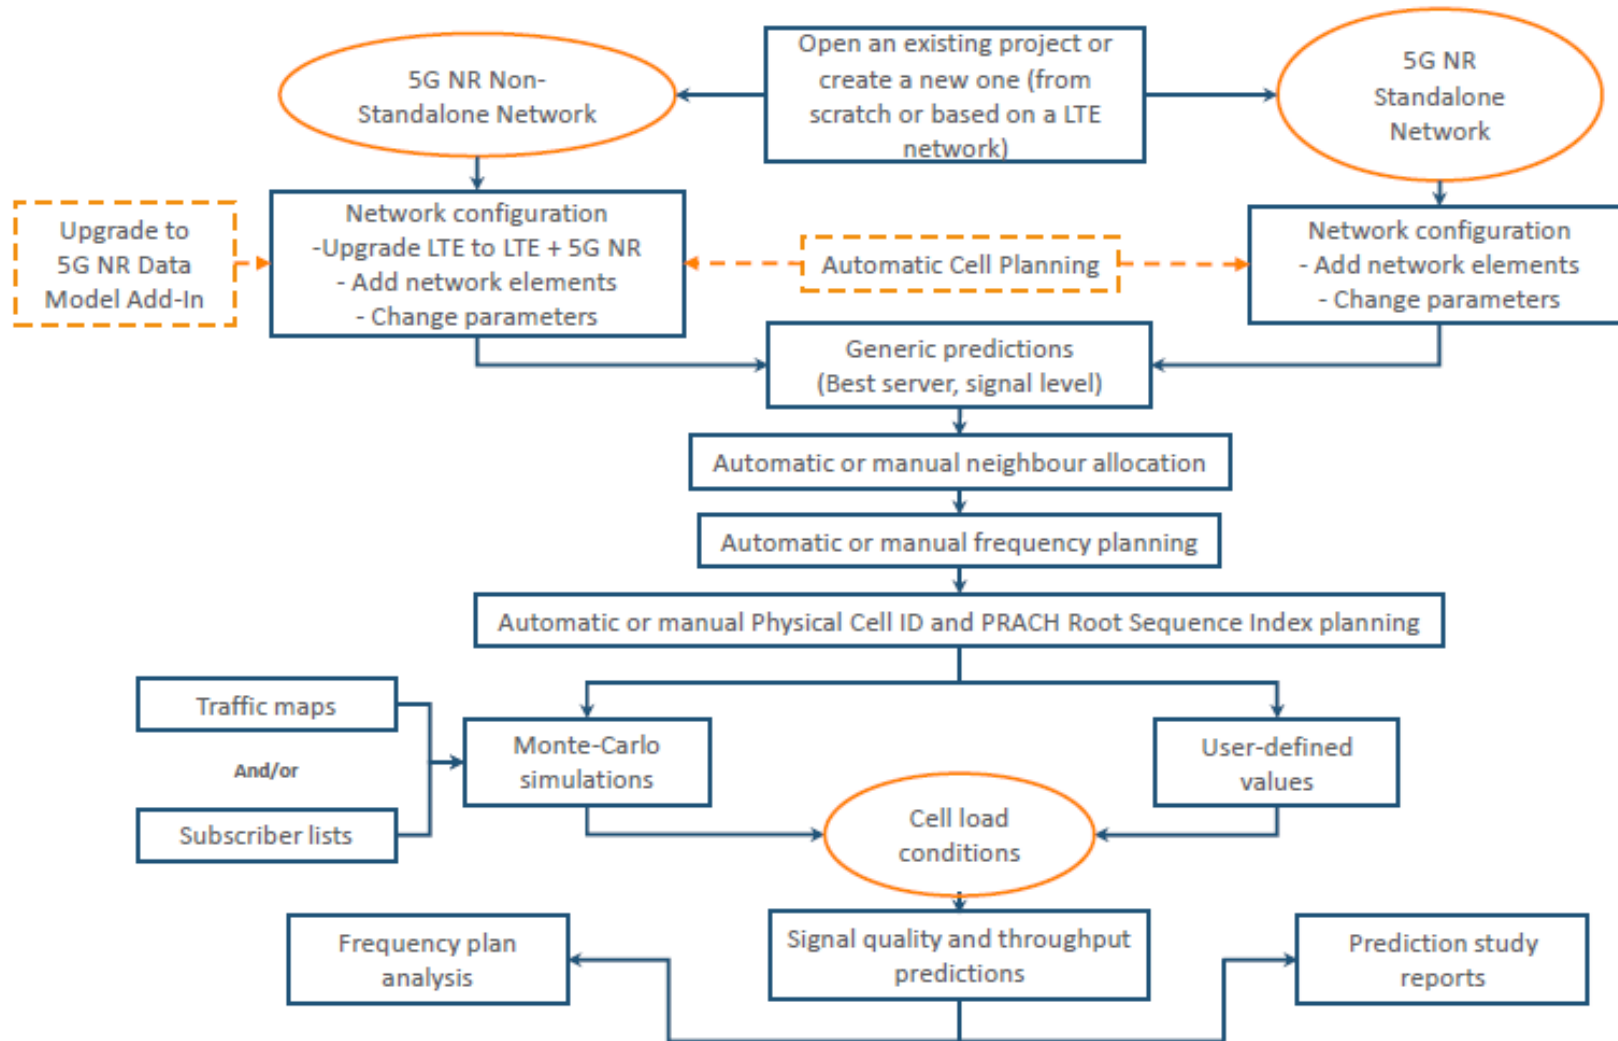 Open an existing project or
create a new one (from
scratch or based on a LTE
network)
5G NR Non-
Standalone Network
5G NR
Standalone
Network
Upgrade to
5G NR Data
Model Add-In
Network configuration
-Upgrade LTE to LTE + 5G NR
- Add network elements
- Change parameters
Automatic Cell Planning
Network configuration
- Add network elements
- Change parameters
Generic predictions
(Best server, signal level)
Automatic or manual neighbour allocation
Automatic or manual frequency planning
Automatic or manual Physical Cell ID and PRACH Root Sequence Index planning
Traffic maps
And/or
Subscriber lists
Monte-Carlo
simulations
User-defined
values
Cell load
conditions
Frequency plan
analysis
Signal quality and throughput
predictions
Prediction study
reports